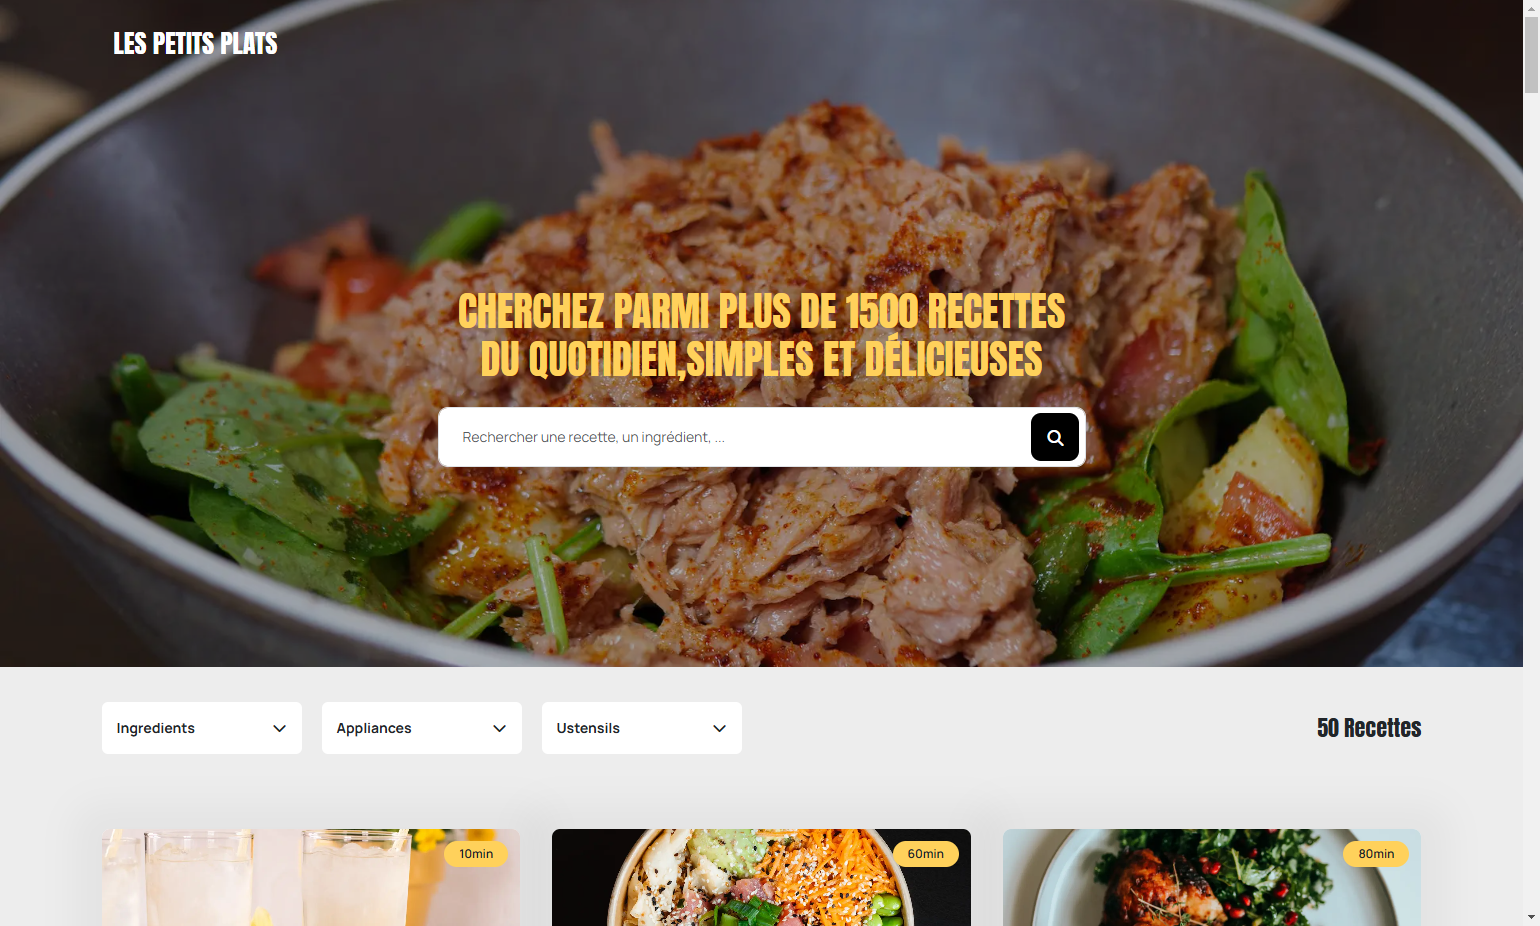 LES PETITS PLATS
CHERCHEZ PARMI PLUS DE 1500 RECETTES
DU QUOTIDIEN,SIMPLES ET DÉLICIEUSES
Rechercher une recette, un ingrédient, ...
Ingredients
Appliances
Ustensils
50 Recettes
10min
60min
80min